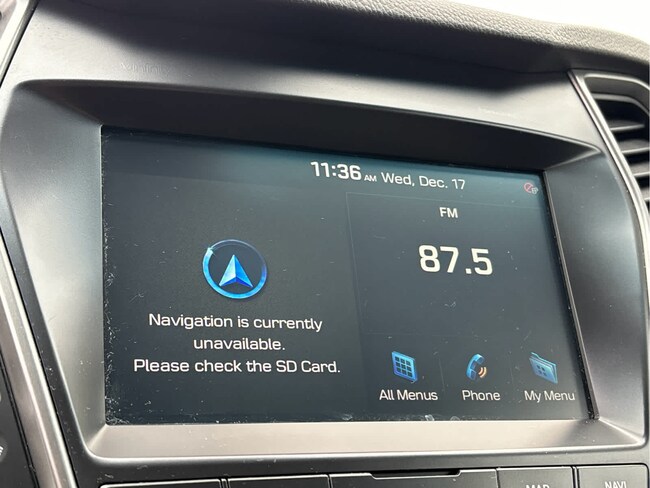 11:36 AM Wed, Dec. 17
FM
87.5
Navigation is currently
unavailable.
Please check the SD Card.
All Menus
Phone
My Menu
MAP
NAVI